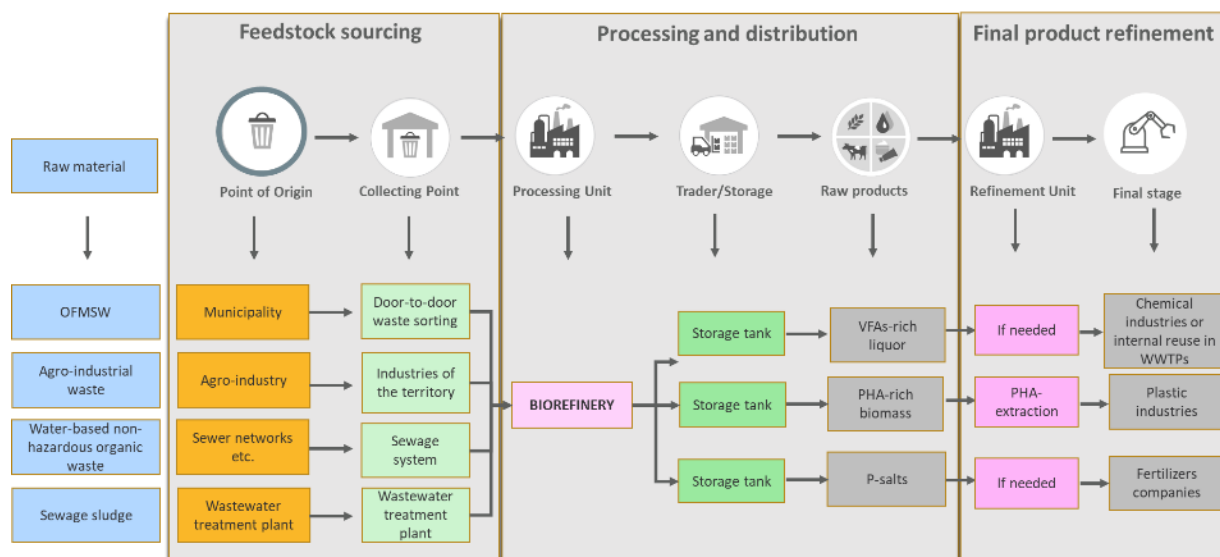 Feedstock sourcing
Processing and distribution
Final product refinement
Raw material
Point of Origin
Collecting Point
Processing Unit
Trader/Storage
Raw products
Refinement Unit
Final stage
OFMSW
Municipality
Door-to-door
waste sorting
Storage tank
VFAs-rich
liquor
If needed
Chemical
industries or
internal reuse in
WWTPs
Agro-industrial
waste
Agro-industry
Industries of
the territory
BIOREFINERY
Storage tank
PHA-rich
biomass
PHA-
extraction
Plastic
industries
Water-based non-
hazardous organic
waste
Sewer networks
etc.
Sewage
system
Storage tank
P-salts
If needed
Fertilizers
companies
Sewage sludge
Wastewater
treatment plant
Wastewater
treatment
plant